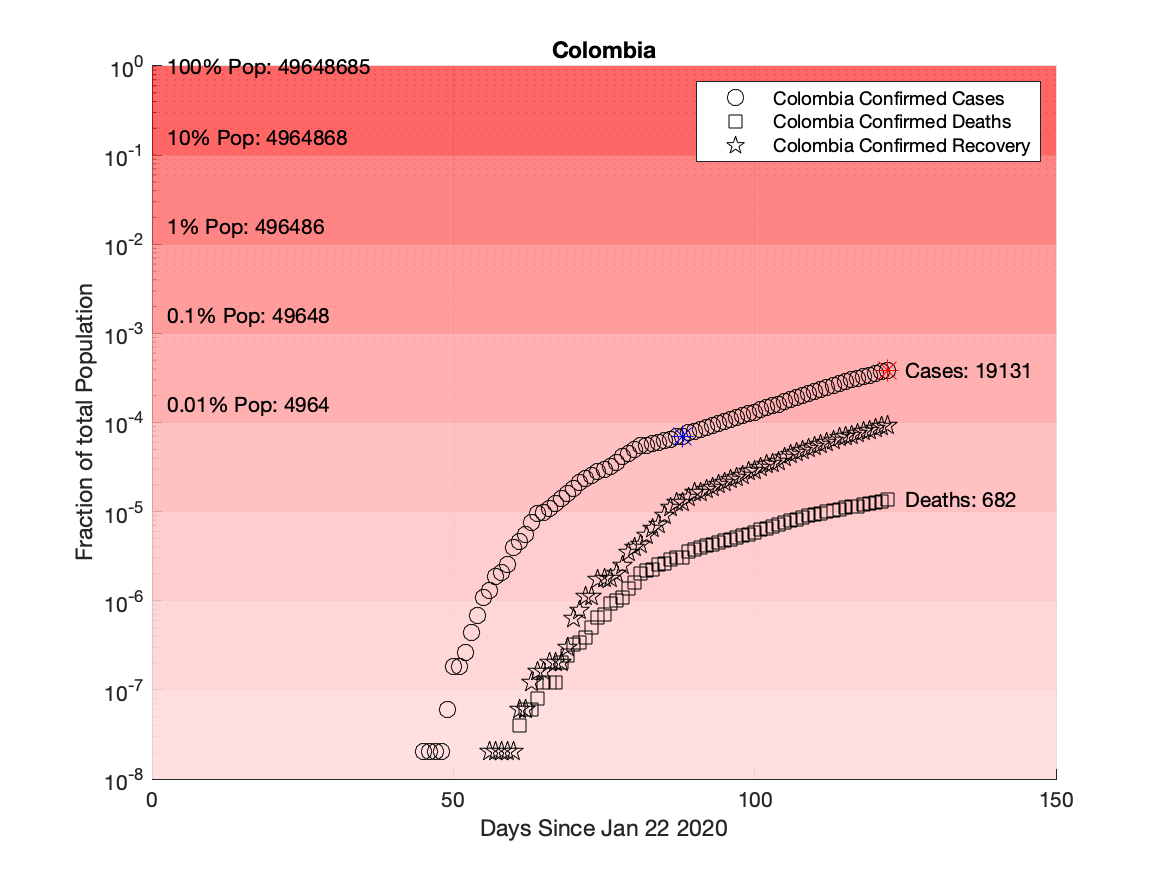 Colombia
10^0
10^-1
10^-2
10^-3
10^-4
10^-5
10^-6
10^-7
10^-8
Fraction of total Population
100% Pop: 49648685
10% Pop: 4964868
1% Pop: 496486
0.1% Pop: 49648
0.01% Pop: 4964
Colombia Confirmed Cases
Colombia Confirmed Deaths
Colombia Confirmed Recovery
Cases: 19131
Deaths: 682
0 50 100 150
Days Since Jan 22 2020